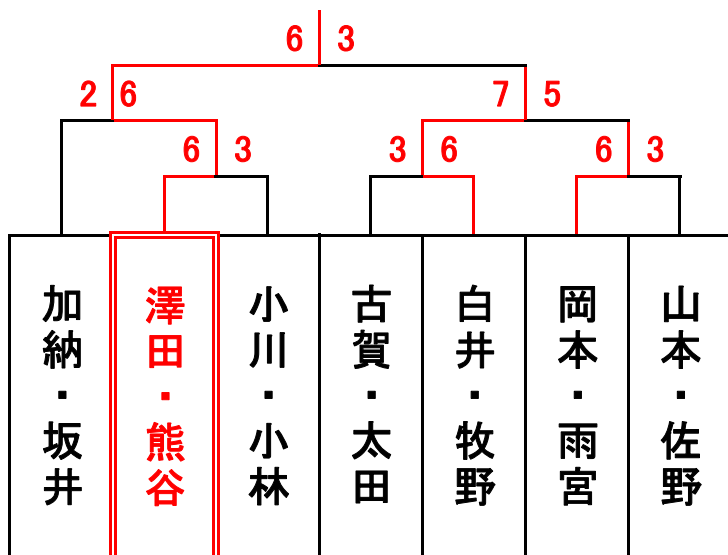 6 3
2 6 7 5
6 3 3 6 6 3
加納・坂井
澤田・熊谷
小川・小林
古賀・太田
白井・牧野
岡本・雨宮
山本・佐野